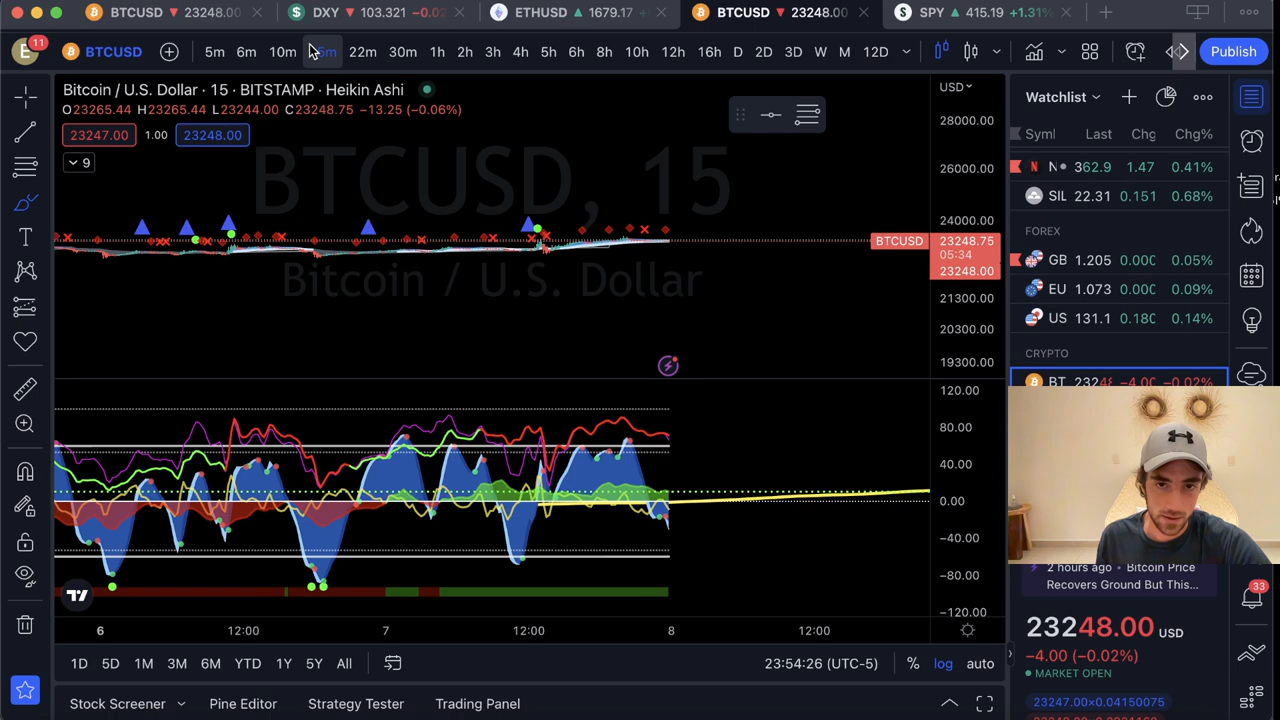 BTCUSD ▼ 23248.00
DXY ▼ 103.321 -0.02
ETHUSD ▲ 1679.17 +
BTCUSD ▼ 23248.00
SPY ▲ 415.19 +1.31%
E 11 BTCUSD 5m 6m 10m 22m 30m 1h 2h 3h 4h 5h 6h 8h 10h 12h 16h D 2D 3D W M 12D Publish
Bitcoin / U.S. Dollar · 15 · BITSTAMP · Heikin Ashi
O23265.44 H23265.44 L23244.00 C23248.75 -13.25 (-0.06%)
23247.00 1.00 23248.00
9
BTCUSD, 15
Bitcoin / U.S. Dollar
USD
28000.00
26000.00
24000.00
BTCUSD 23248.75
05:34
23248.00
21300.00
20300.00
19300.00
120.00
80.00
40.00
0.00
-40.00
-80.00
-120.00
6 12:00 7 12:00 8 12:00
1D 5D 1M 3M 6M YTD 1Y 5Y All 23:54:26 (UTC-5) % log auto
Stock Screener Pine Editor Strategy Tester Trading Panel
Watchlist
Symb Last Chg Chg%
N 362.9 1.47 0.41%
SIL 22.31 0.151 0.68%
FOREX
GB 1.205 0.000 0.05%
EU 1.073 0.000 0.09%
US 131.1 0.180 0.14%
CRYPTO
BT 23248 -4.00 -0.02%
2 hours ago • Bitcoin Price
Recovers Ground But This...
23248.00 USD
-4.00 (-0.02%)
MARKET OPEN
23247.00×0.04150075
33